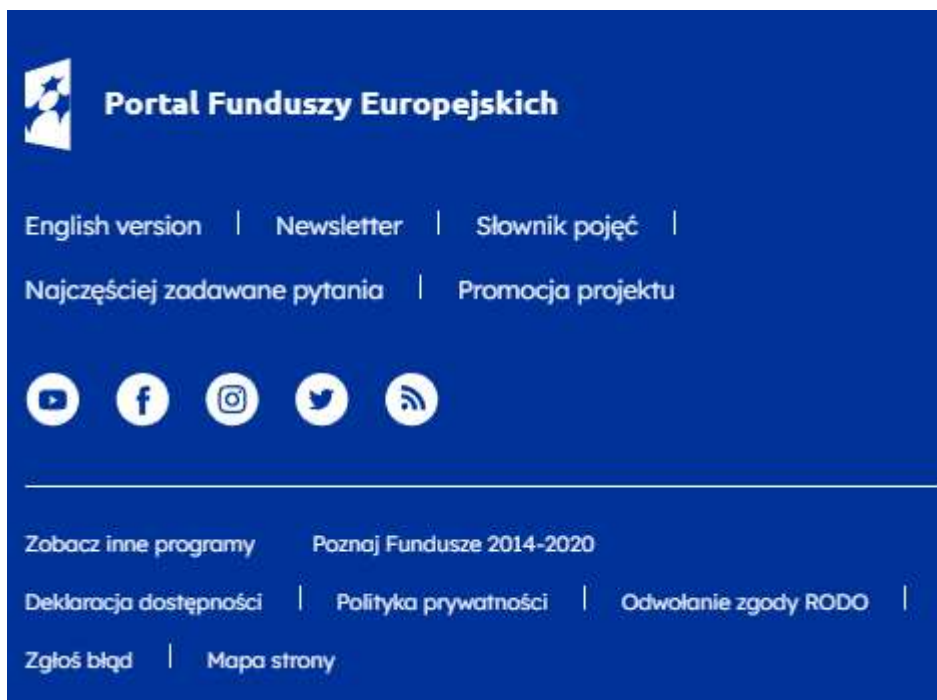 Portal Funduszy Europejskich
English version | Newsletter | Słownik pojęć |
Najczęściej zadawane pytania | Promocja projektu
Zobacz inne programy Poznaj Fundusze 2014-2020
Deklaracja dostępności | Polityka prywatności | Odwołanie zgody RODO |
Zgłoś błąd | Mapa strony